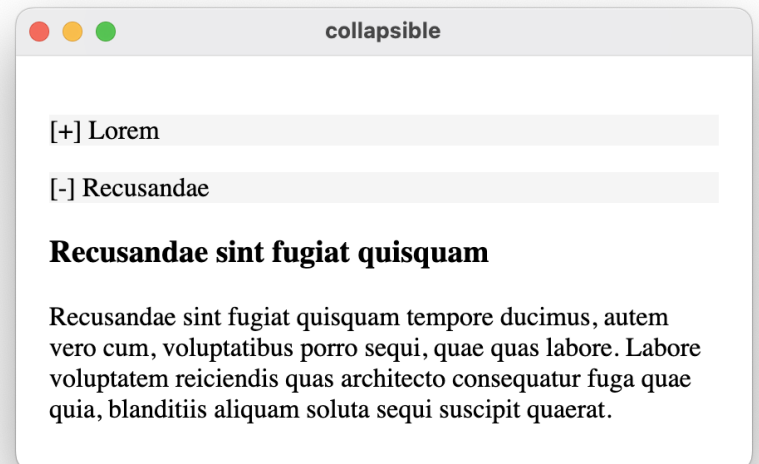 collapsible
[+] Lorem
[-] Recusandae
Recusandae sint fugiat quisquam
Recusandae sint fugiat quisquam tempore ducimus, autem
vero cum, voluptatibus porro sequi, quae quas labore. Labore
voluptatem reiciendis quas architecto consequatur fuga quae
quia, blanditiis aliquam soluta sequi suscipit quaerat.